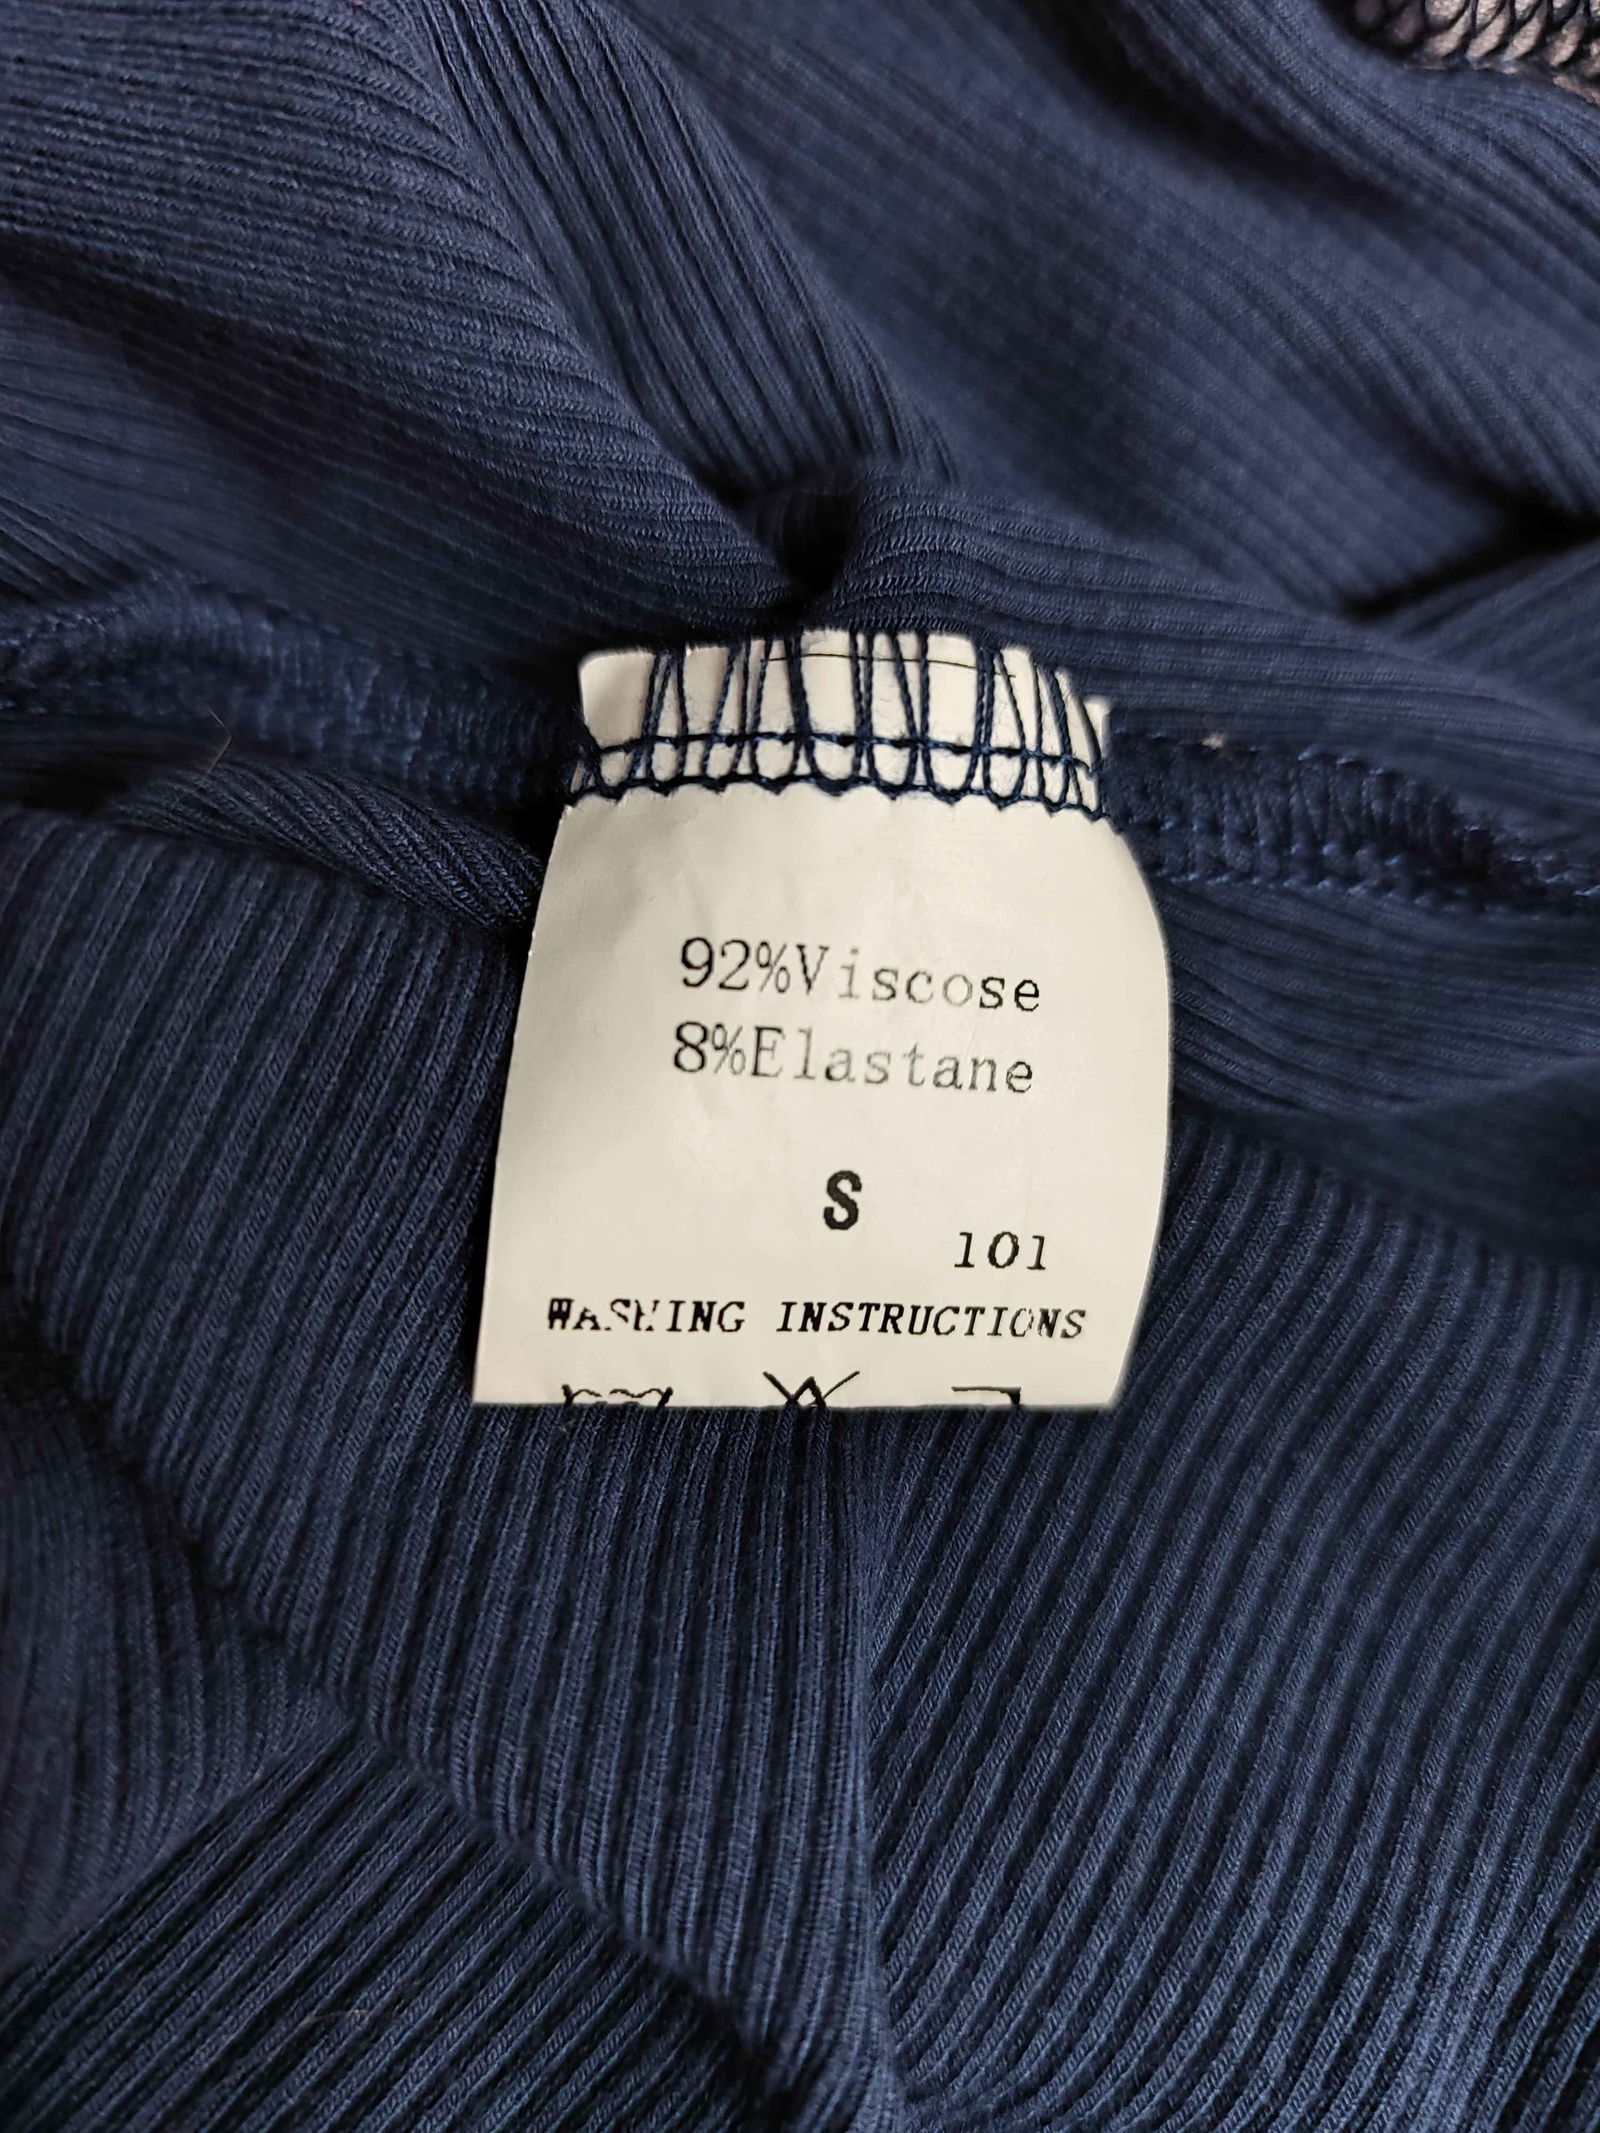 92%Viscose
8%Elastane
S
101
WASHING INSTRUCTIONS